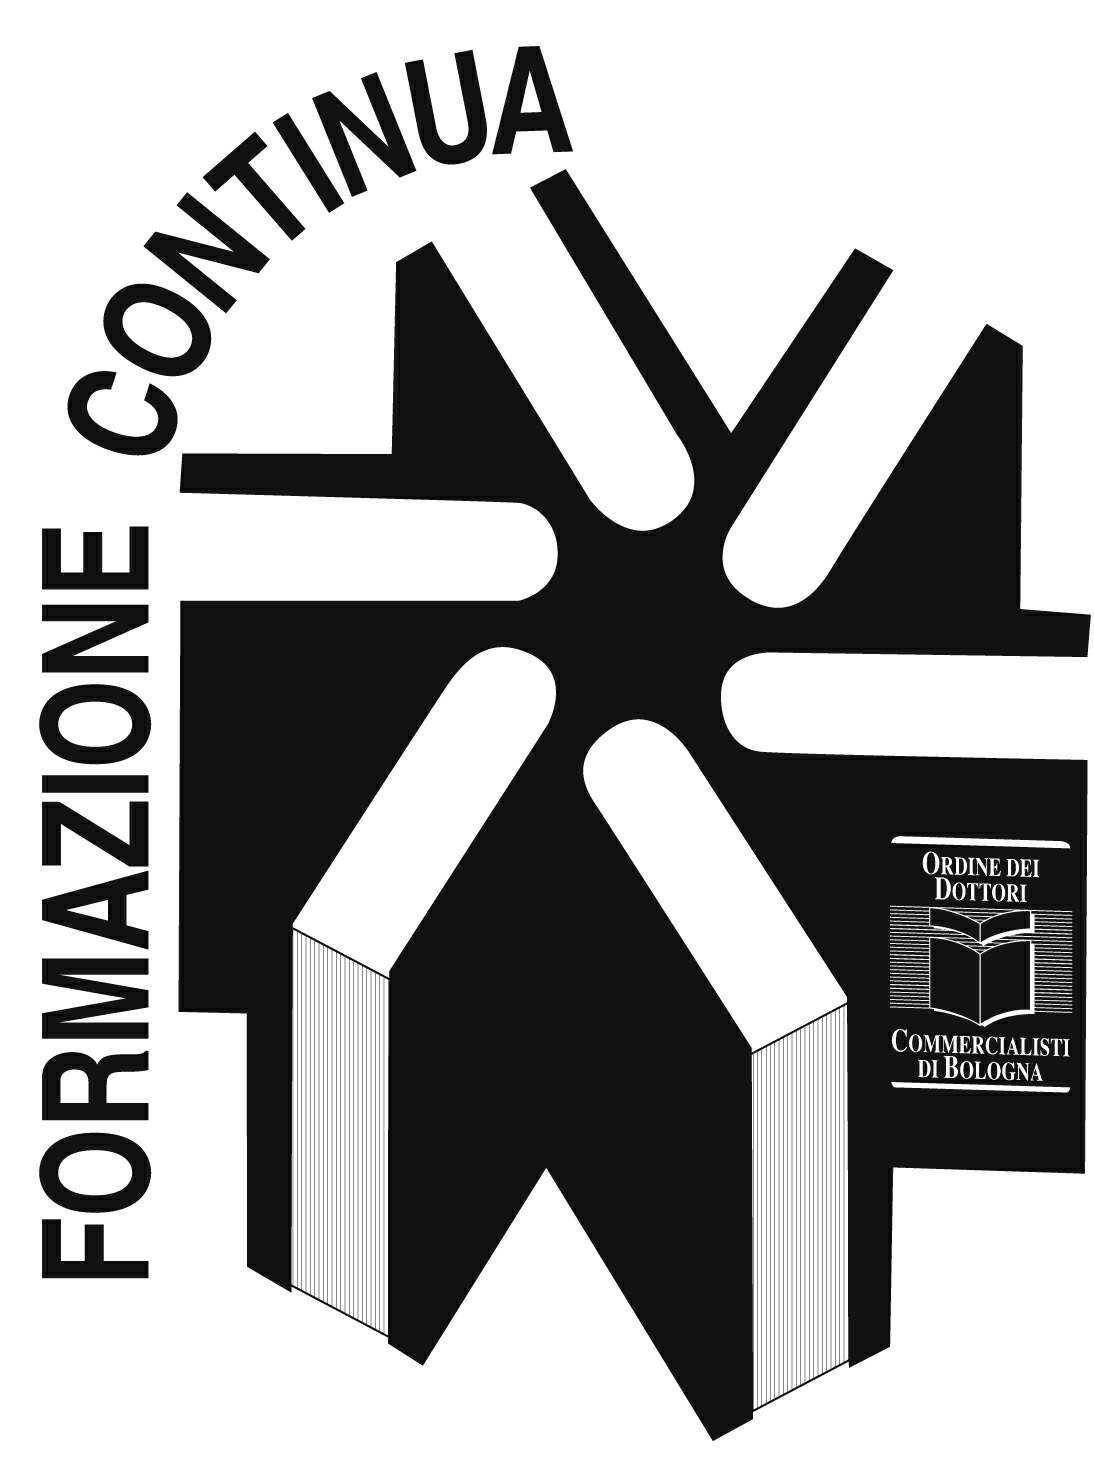 FORMAZIONE CONTINUA
ORDINE DEI
DOTTORI
COMMERCIALISTI
DI BOLOGNA